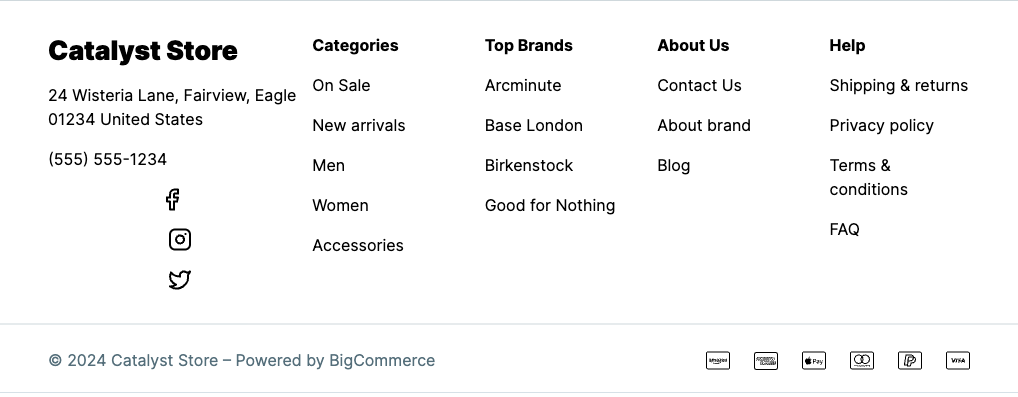 Catalyst Store
24 Wisteria Lane, Fairview, Eagle
01234 United States
(555) 555-1234
Categories
On Sale
New arrivals
Men
Women
Accessories
Top Brands
Arcminute
Base London
Birkenstock
Good for Nothing
About Us
Contact Us
About brand
Blog
Help
Shipping & returns
Privacy policy
Terms &
conditions
FAQ
© 2024 Catalyst Store – Powered by BigCommerce
amazon
Pay
VISA